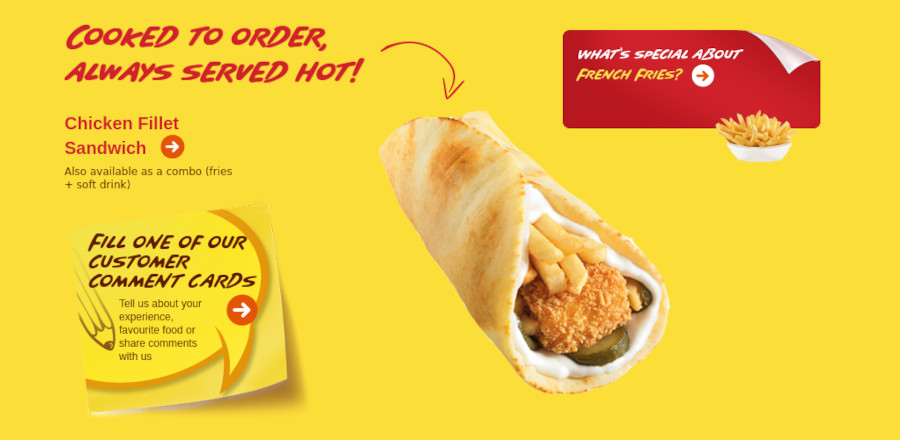 COOKED TO ORDER,
ALWAYS SERVED HOT!
WHAT'S SPECIAL ABOUT
FRENCH FRIES?
Chicken Fillet
Sandwich
Also available as a combo (fries
+ soft drink)
FILL ONE OF OUR
CUSTOMER
COMMENT CARDS
Tell us about your
experience,
favourite food or
share comments
with us